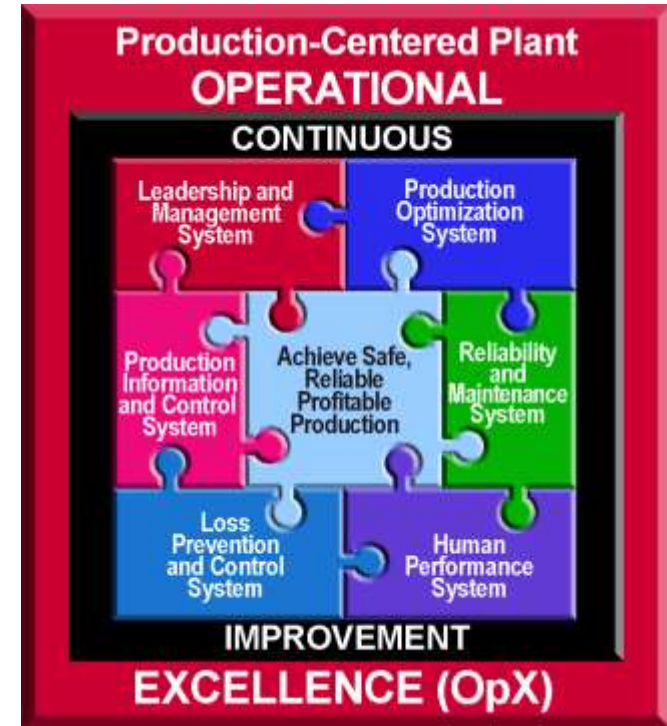 Production-Centered Plant
OPERATIONAL
CONTINUOUS
Leadership and
Management
System
Production
Optimization
System
Production
Information
and Control
System
Achieve Safe,
Reliable
Profitable
Production
Reliability
and
Maintenance
System
Loss
Prevention
and Control
System
Human
Performance
System
IMPROVEMENT
EXCELLENCE (OpX)